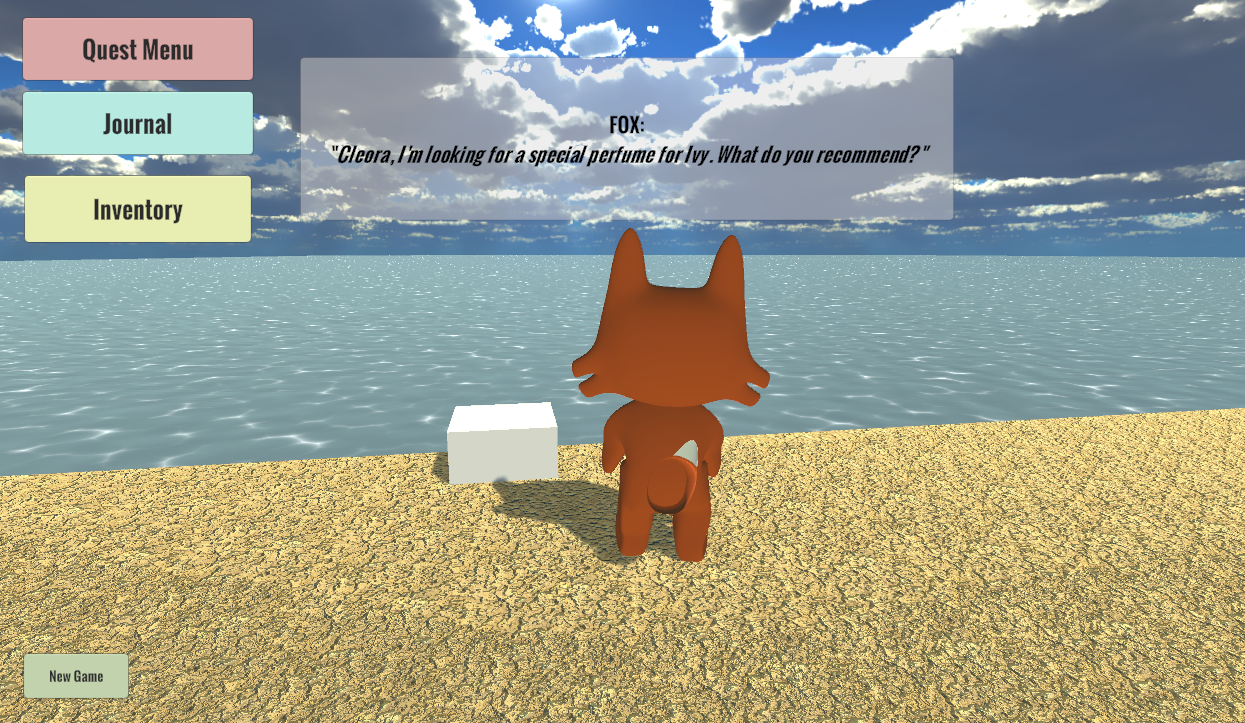 Quest Menu
Journal
Inventory
FOX:
"Cleora, I'm looking for a special perfume for Ivy. What do you recommend?"
New Game